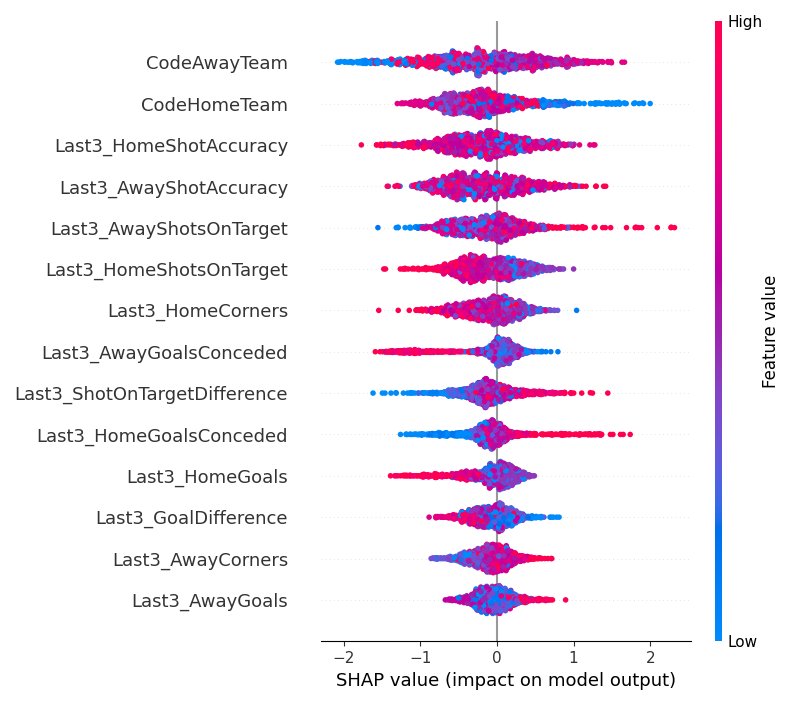 High
CodeAwayTeam
CodeHomeTeam
Last3_HomeShotAccuracy
Last3_AwayShotAccuracy
Last3_AwayShotsOnTarget
Last3_HomeShotsOnTarget
Last3_HomeCorners
Last3_AwayGoalsConceded
Last3_ShotOnTargetDifference
Last3_HomeGoalsConceded
Last3_HomeGoals
Last3_GoalDifference
Last3_AwayCorners
Last3_AwayGoals
Feature value
Low
−2 −1 0 1 2
SHAP value (impact on model output)